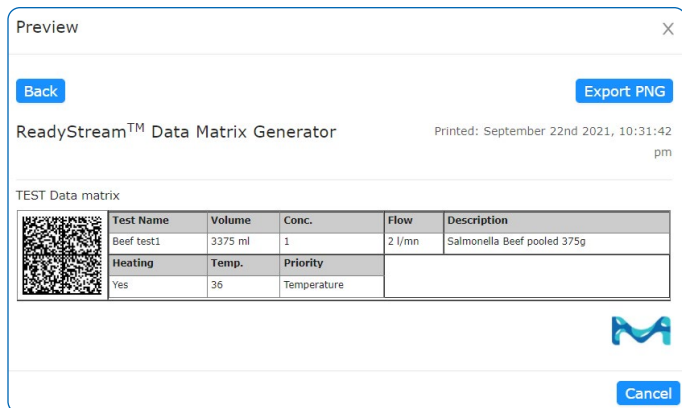 Preview X
Back Export PNG
ReadyStream™ Data Matrix Generator Printed: September 22nd 2021, 10:31:42
pm
TEST Data matrix
Test Name Volume Conc. Flow Description
Beef test1 3375 ml 1 2 l/mn Salmonella Beef pooled 375g
Heating Temp. Priority
Yes 36 Temperature
Cancel